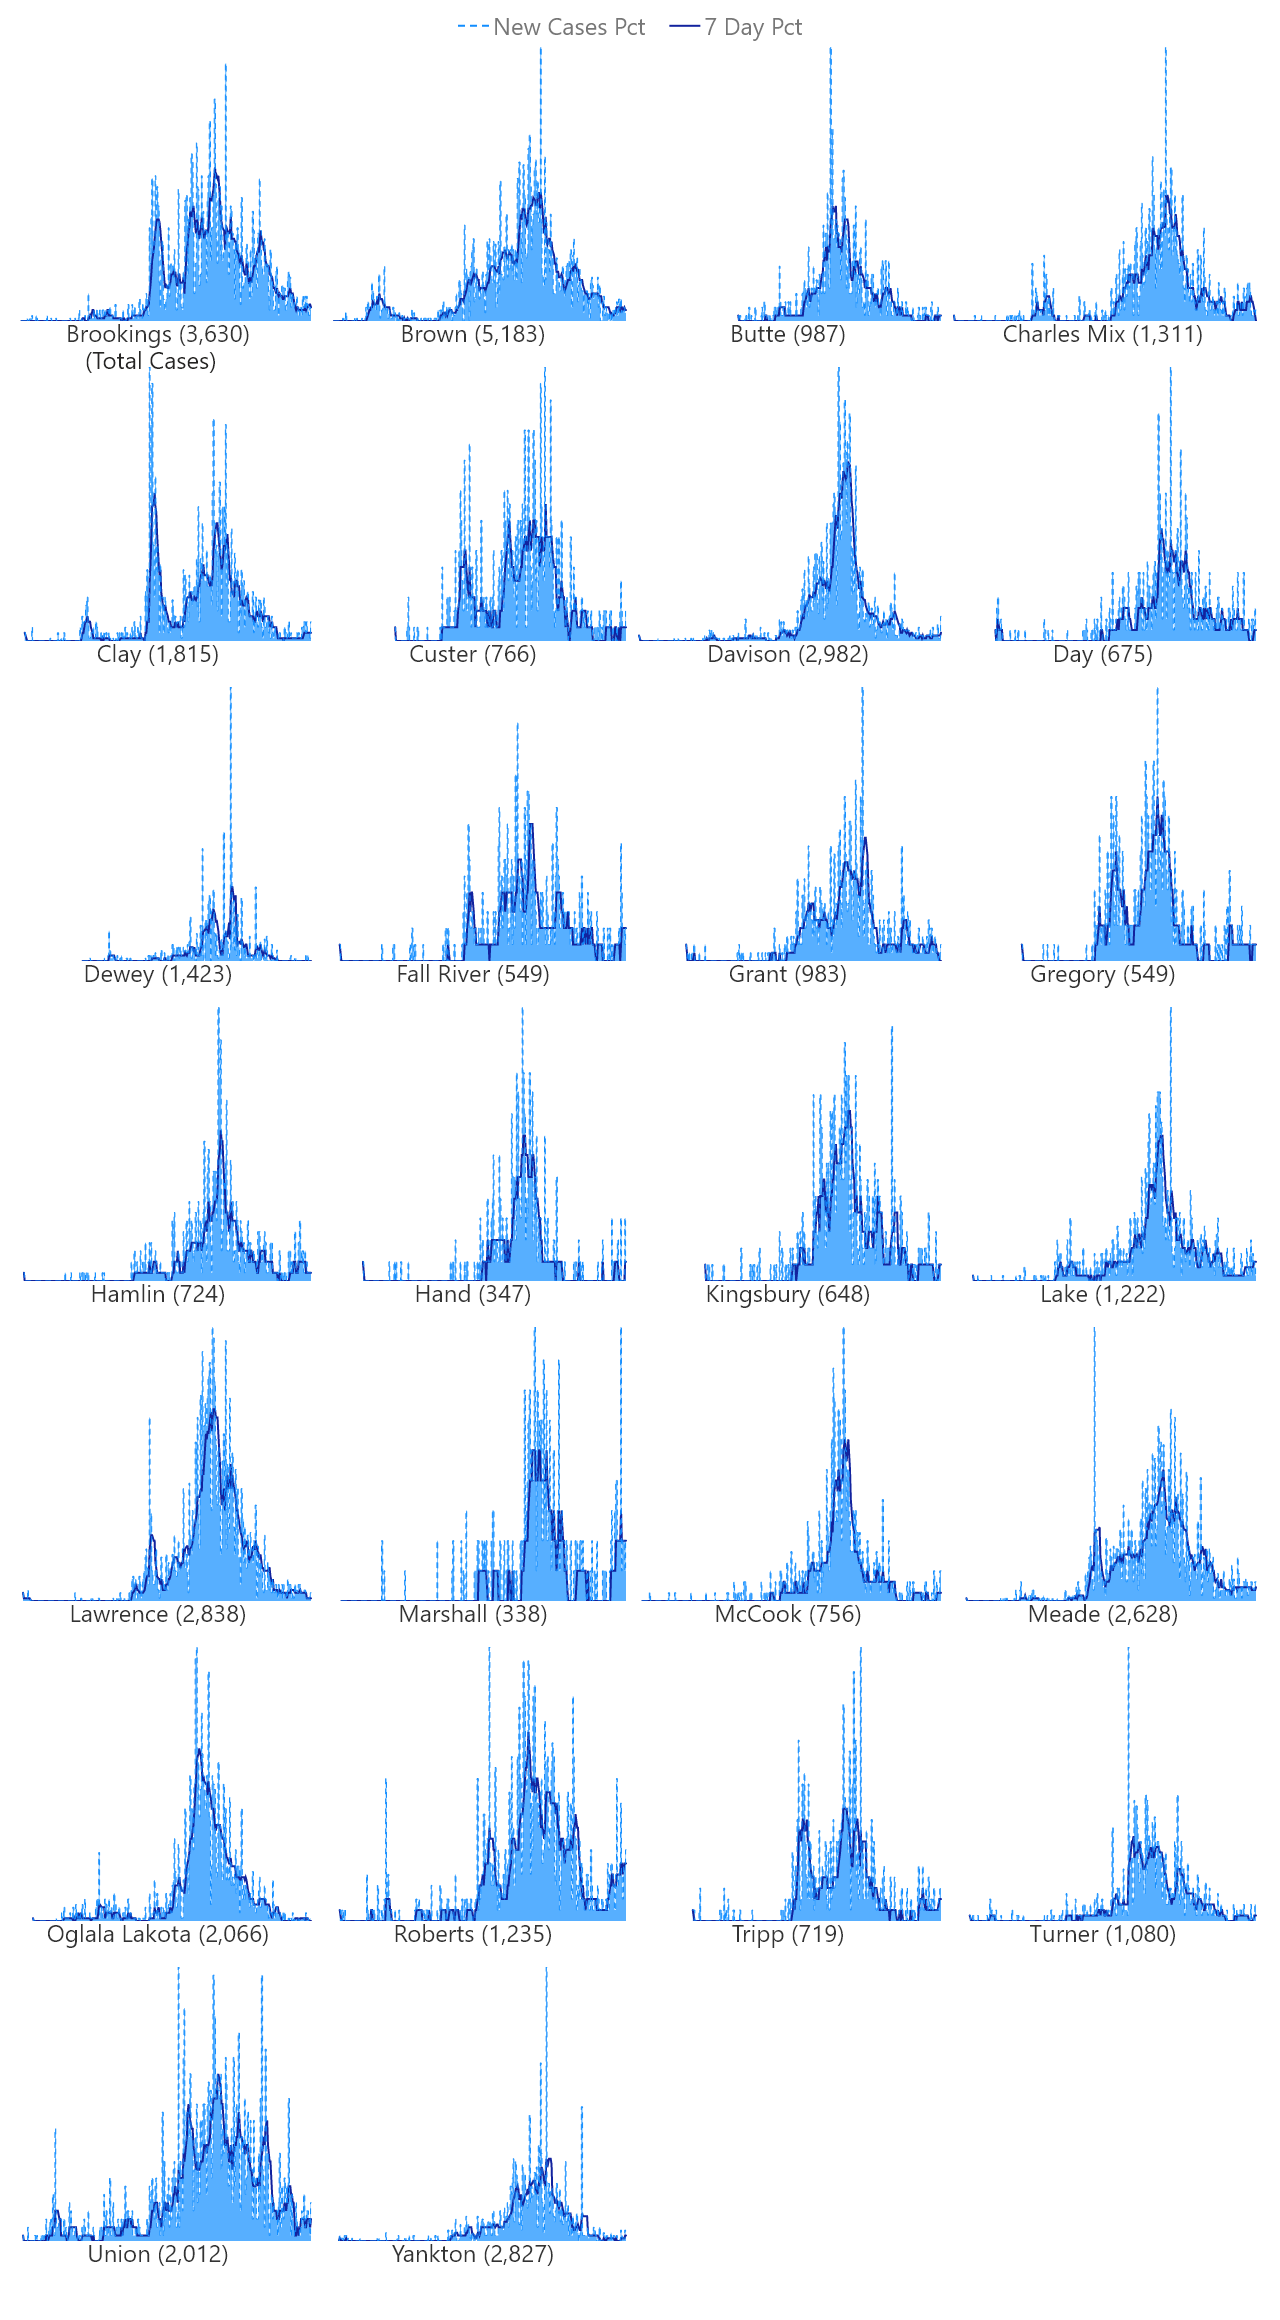 New Cases Pct 7 Day Pct
Brookings (3,630) Brown (5,183) Butte (987) Charles Mix (1,311)
(Total Cases)
Clay (1,815) Custer (766) Davison (2,982) Day (675)
Dewey (1,423) Fall River (549) Grant (983) Gregory (549)
Hamlin (724) Hand (347) Kingsbury (648) Lake (1,222)
Lawrence (2,838) Marshall (338) McCook (756) Meade (2,628)
Oglala Lakota (2,066) Roberts (1,235) Tripp (719) Turner (1,080)
Union (2,012) Yankton (2,827)